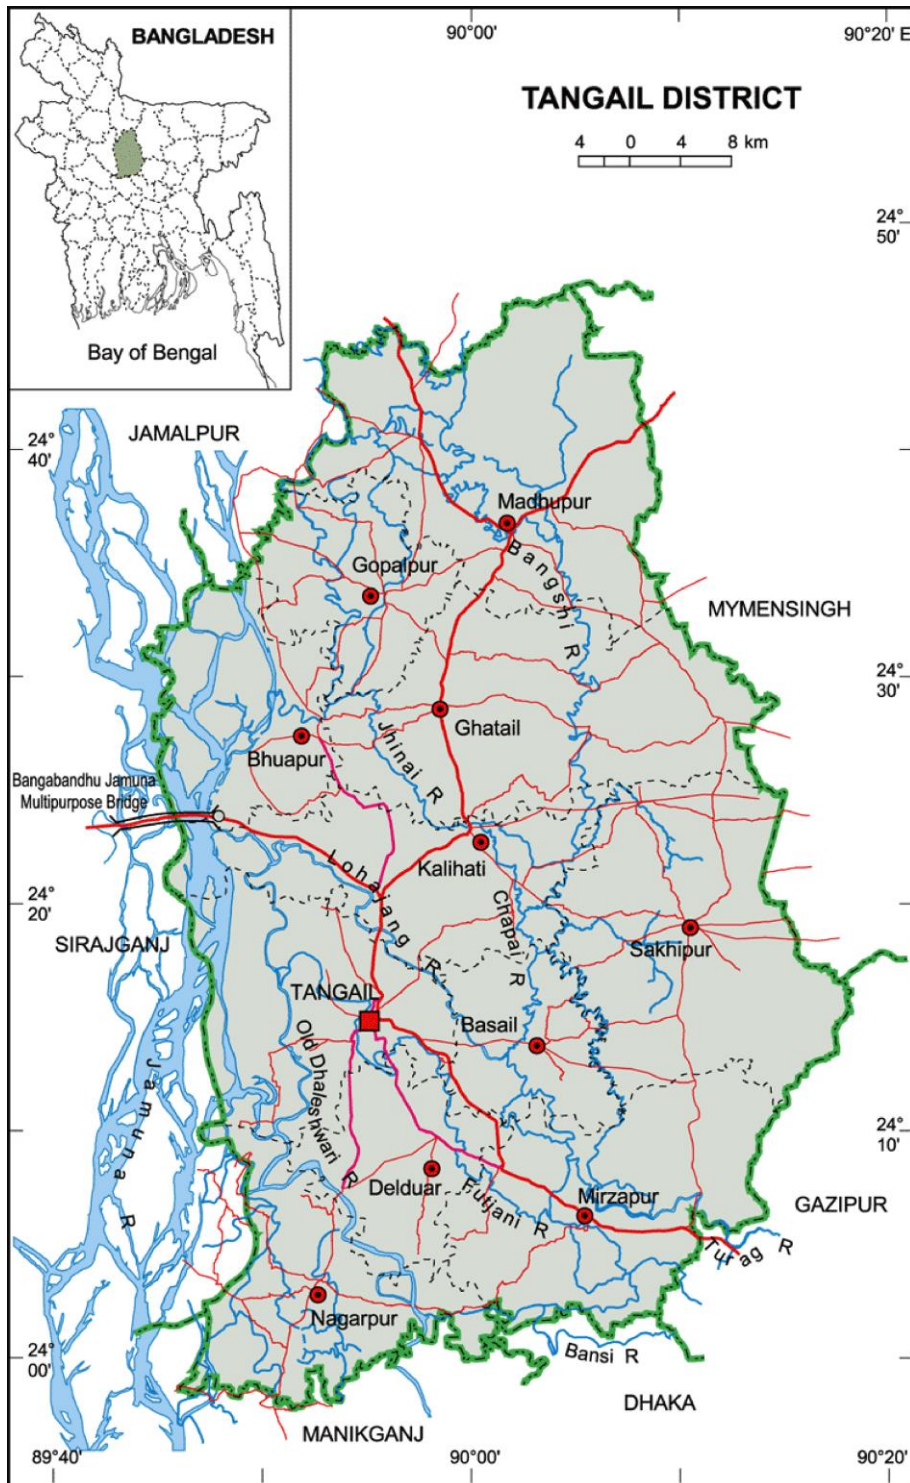 BANGLADESH
Bay of Bengal
90°00'
90°20' E
TANGAIL DISTRICT
4 0 4 8 km
24°
50'
JAMALPUR
24°
40'
Madhupur
Gopalpur
Bangshi R
MYMENSINGH
24°
30'
Ghatail
Jhinai R
Bhuapur
Bangabandhu Jamuna
Multipurpose Bridge
Lohajang R
Kalihati
24°
20'
Chapai R
SIRAJGANJ
Sakhipur
TANGAIL
Basail
Old Dhaleshwari R
Jamuna R
24°
10'
Delduar
Futjani R
Mirzapur
GAZIPUR
Turag R
Nagarpur
Bansi R
24°
00'
DHAKA
MANIKGANJ
89°40'
90°00'
90°20'